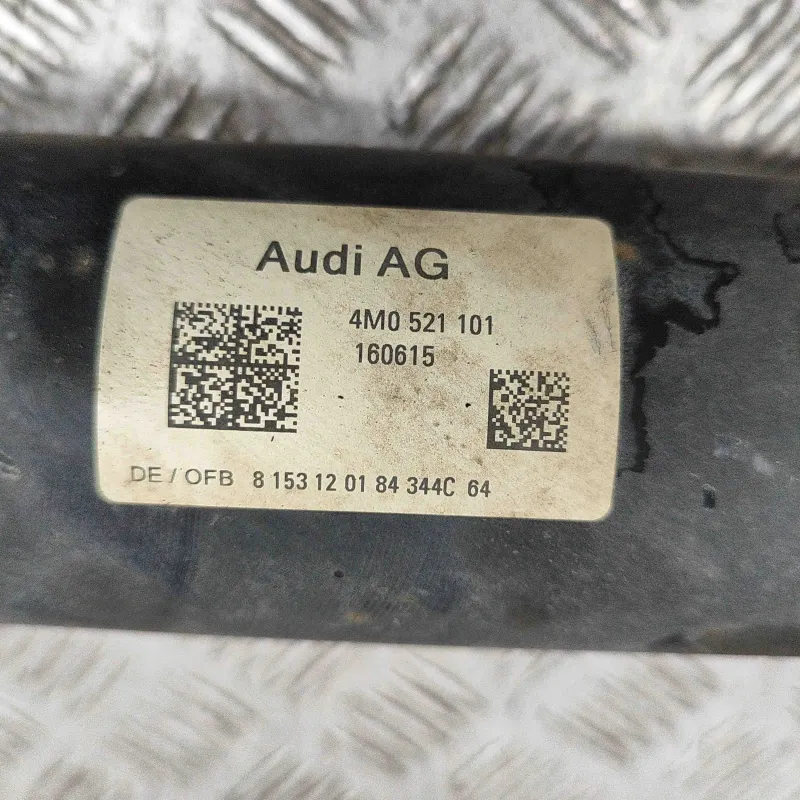 Audi AG
4M0 521 101
160615
DE / OFB 8 153 12 01 84 344C 64